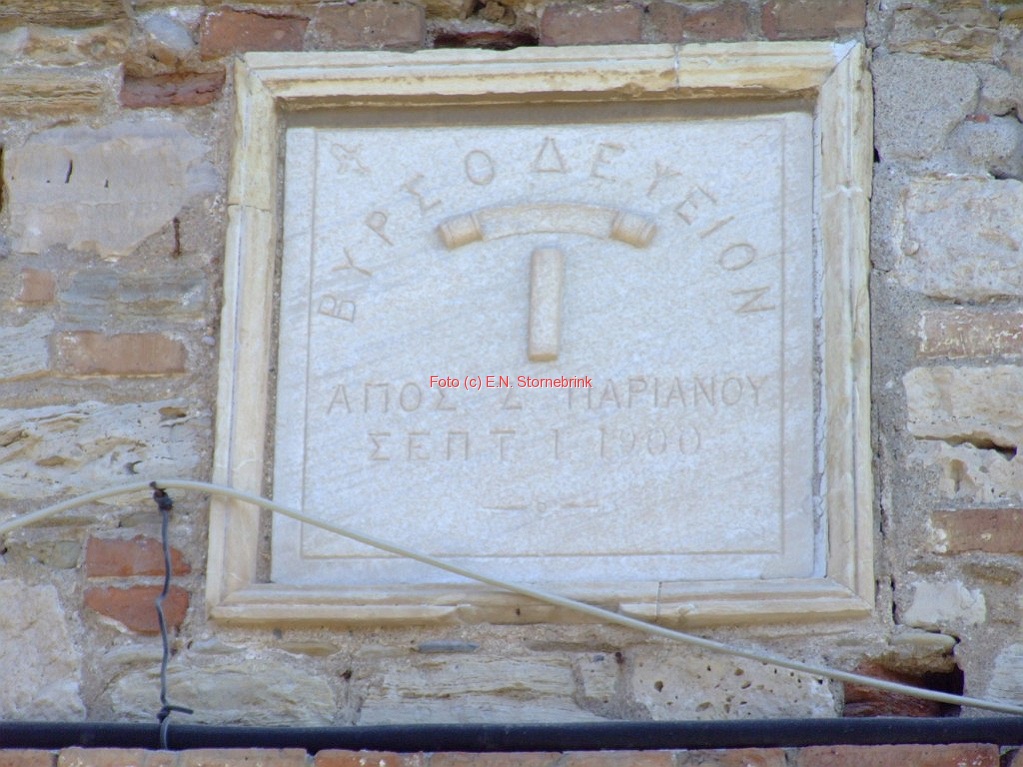 ΒΥΡΣΟΔΕΥΕΙΟΝ
Foto (c) E.N. Stornebrink
ΑΠΟΣ Σ ΠΑΡΙΑΝΟΥ
ΣΕΠΤ 1 1900